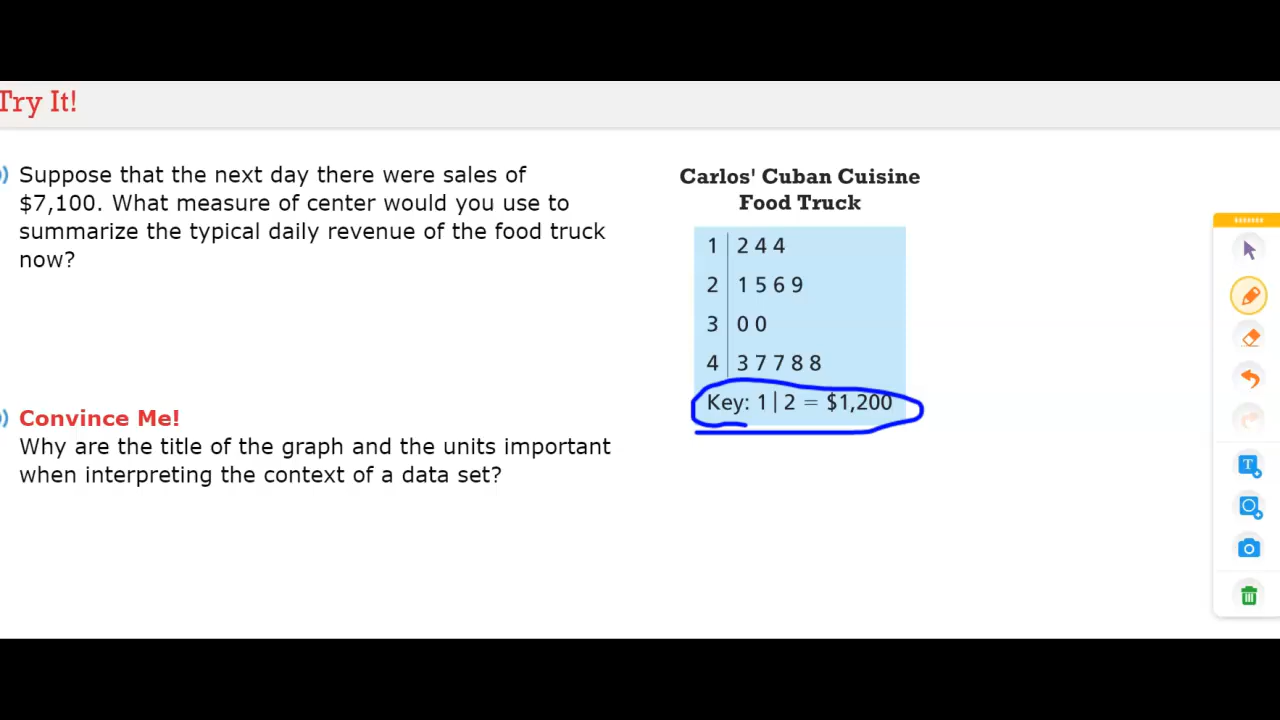 Try It!
Suppose that the next day there were sales of
$7,100. What measure of center would you use to
summarize the typical daily revenue of the food truck
now?
Convince Me!
Why are the title of the graph and the units important
when interpreting the context of a data set?
Carlos' Cuban Cuisine
Food Truck
1 | 2 4 4
2 | 1 5 6 9
3 | 0 0
4 | 3 7 7 8 8
Key: 1 | 2 = $1,200
T